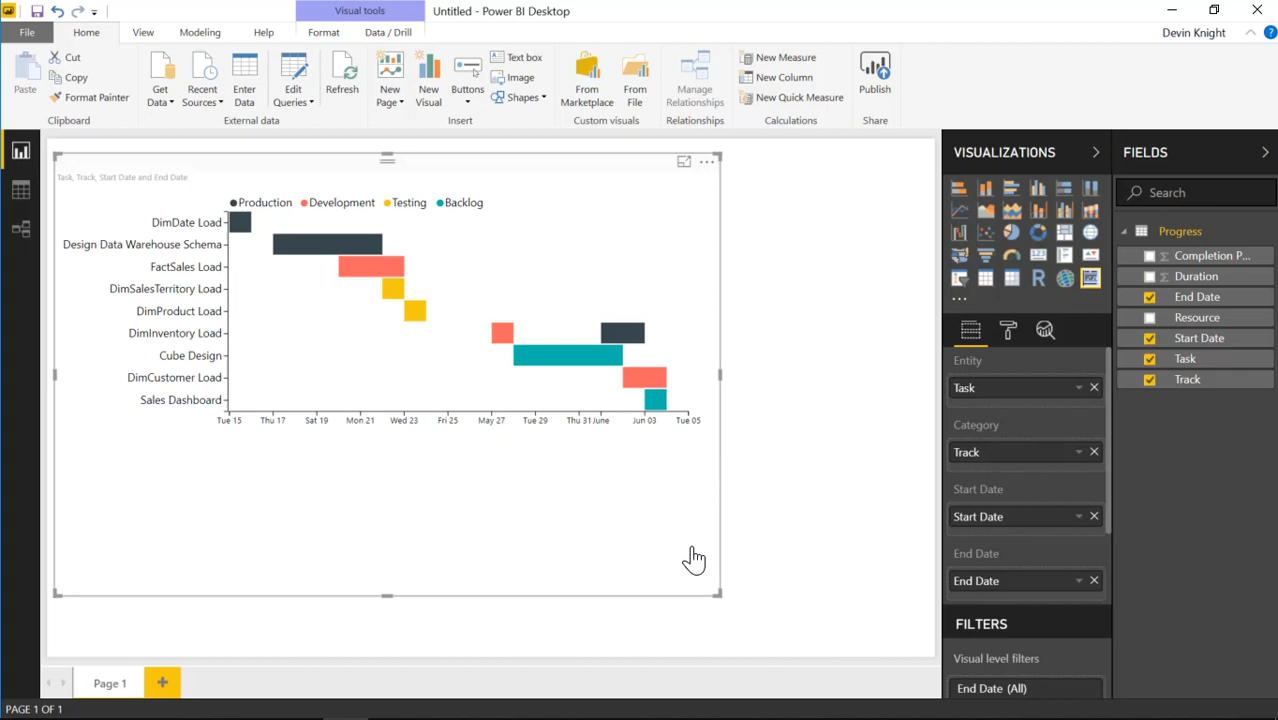 Visual tools
Untitled - Power BI Desktop
File
Home
View
Modeling
Help
Format
Data / Drill
Devin Knight
?
Paste
Cut
Copy
Format Painter
Clipboard
Get Data
Recent Sources
Enter Data
Edit Queries
Refresh
External data
New Page
New Visual
Buttons
Text box
Image
Shapes
Insert
From Marketplace
From File
Custom visuals
Manage Relationships
Relationships
New Measure
New Column
New Quick Measure
Calculations
Publish
Share
Task, Track, Start Date and End Date
Production Development Testing Backlog
DimDate Load
Design Data Warehouse Schema
FactSales Load
DimSalesTerritory Load
DimProduct Load
DimInventory Load
Cube Design
DimCustomer Load
Sales Dashboard
Tue 15 Thu 17 Sat 19 Mon 21 Wed 23 Fri 25 May 27 Tue 29 Thu 31 June Jun 03 Tue 05
VISUALIZATIONS
R
Entity
Task
Category
Track
Start Date
Start Date
End Date
End Date
FILTERS
Visual level filters
End Date (All)
FIELDS
Search
Progress
Completion P...
Duration
End Date
Resource
Start Date
Task
Track
Page 1
PAGE 1 OF 1